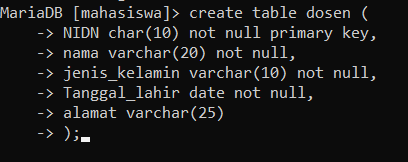 MariaDB [mahasiswa]> create table dosen (
    -> NIDN char(10) not null primary key,
    -> nama varchar(20) not null,
    -> jenis_kelamin varchar(10) not null,
    -> Tanggal_lahir date not null,
    -> alamat varchar(25)
    -> );